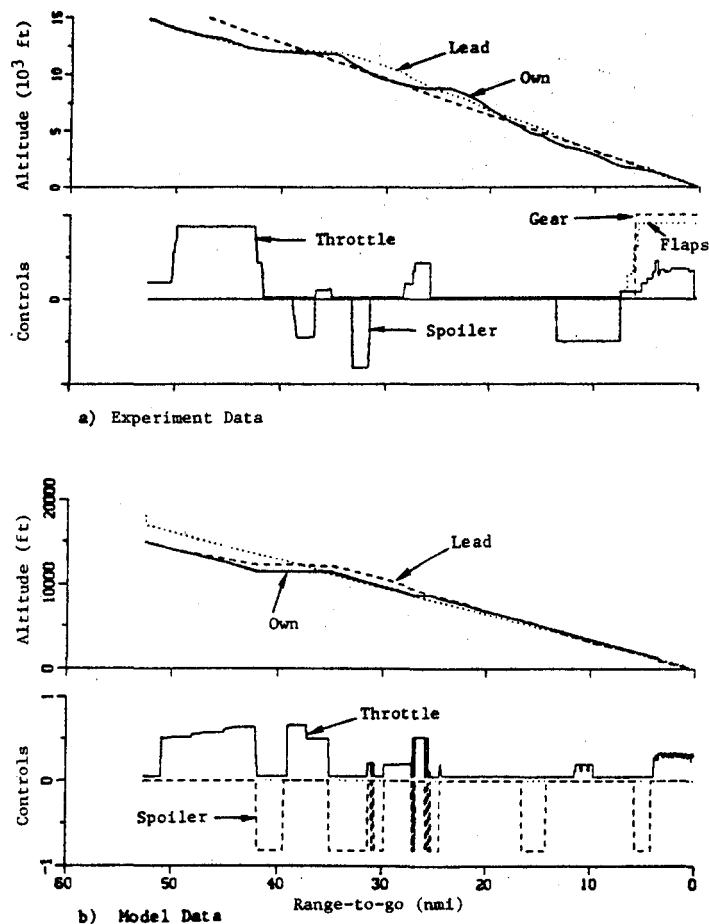 15
10
5
0
Altitude (10³ ft)
Lead
Own
Gear
Flaps
Throttle
0
Controls
Spoiler
a) Experiment Data
20000
10000
0
Altitude (ft)
Lead
Own
1
0
-1
Controls
Throttle
Spoiler
60 50 40 30 20 10 0
Range-to-go (nmi)
b) Model Data